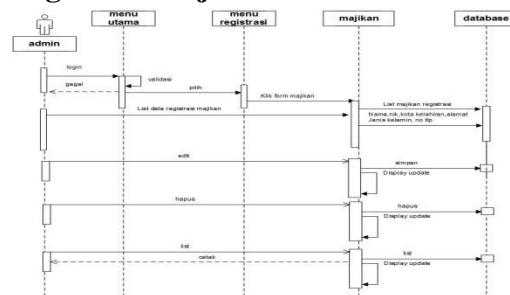 admin
menu
utama
menu
registrasi
majikan
database
login
validasi
gagal
pilih
Klik form majikan
List majikan registrasi
List data registrasi majikan
Nama,nik,kota kelahiran,alamat
Jenis kelamin, no tlp
edit
simpan
Display update
hapus
hapus
Display update
list
list
cetak
Display update